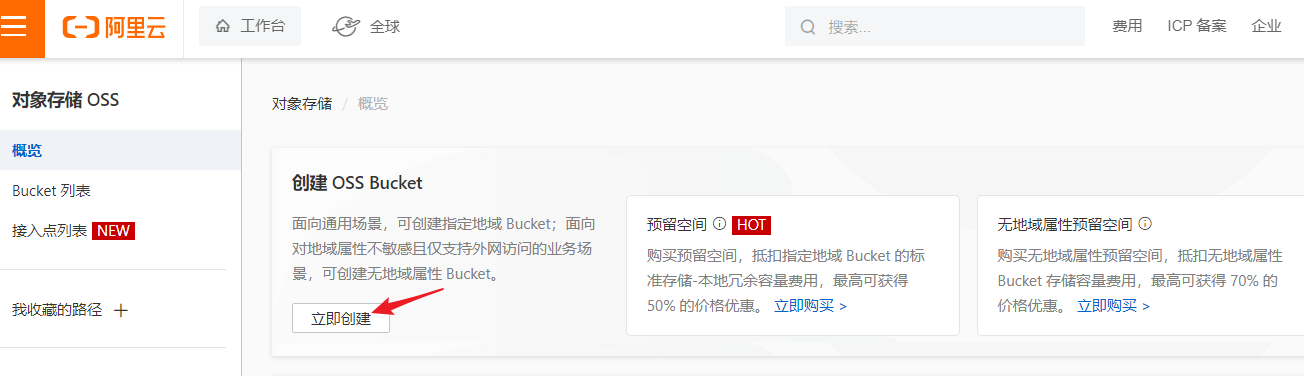 阿里云
工作台
全球
搜索...
费用
ICP 备案
企业
对象存储 OSS
概览
Bucket 列表
接入点列表 NEW
我收藏的路径
对象存储 / 概览
创建 OSS Bucket
面向通用场景，可创建指定地域 Bucket；面向
对地域属性不敏感且仅支持外网访问的业务场
景，可创建无地域属性 Bucket。
立即创建
预留空间 HOT
购买预留空间，抵扣指定地域 Bucket 的标
准存储-本地冗余容量费用，最高可获得
50% 的价格优惠。 立即购买 >
无地域属性预留空间
购买无地域属性预留空间，抵扣无地域属性
Bucket 存储容量费用，最高可获得 70% 的
价格优惠。 立即购买 >